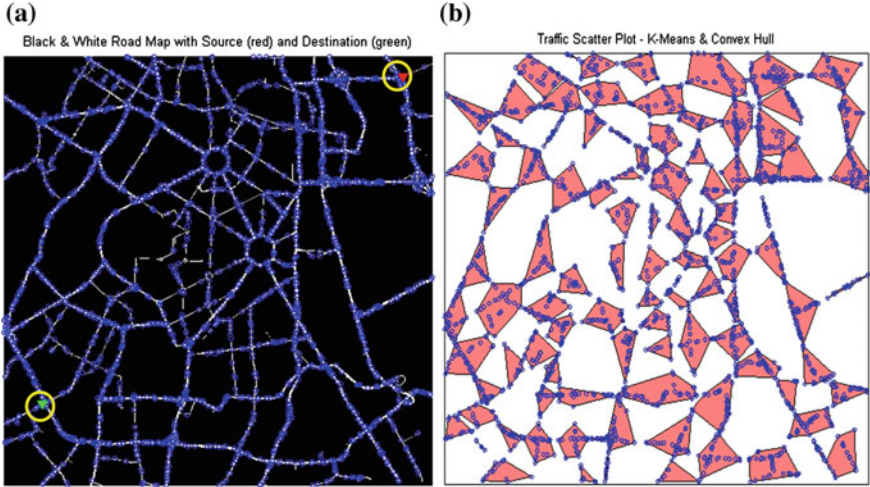 (a)
Black & White Road Map with Source (red) and Destination (green)
(b)
Traffic Scatter Plot - K-Means & Convex Hull